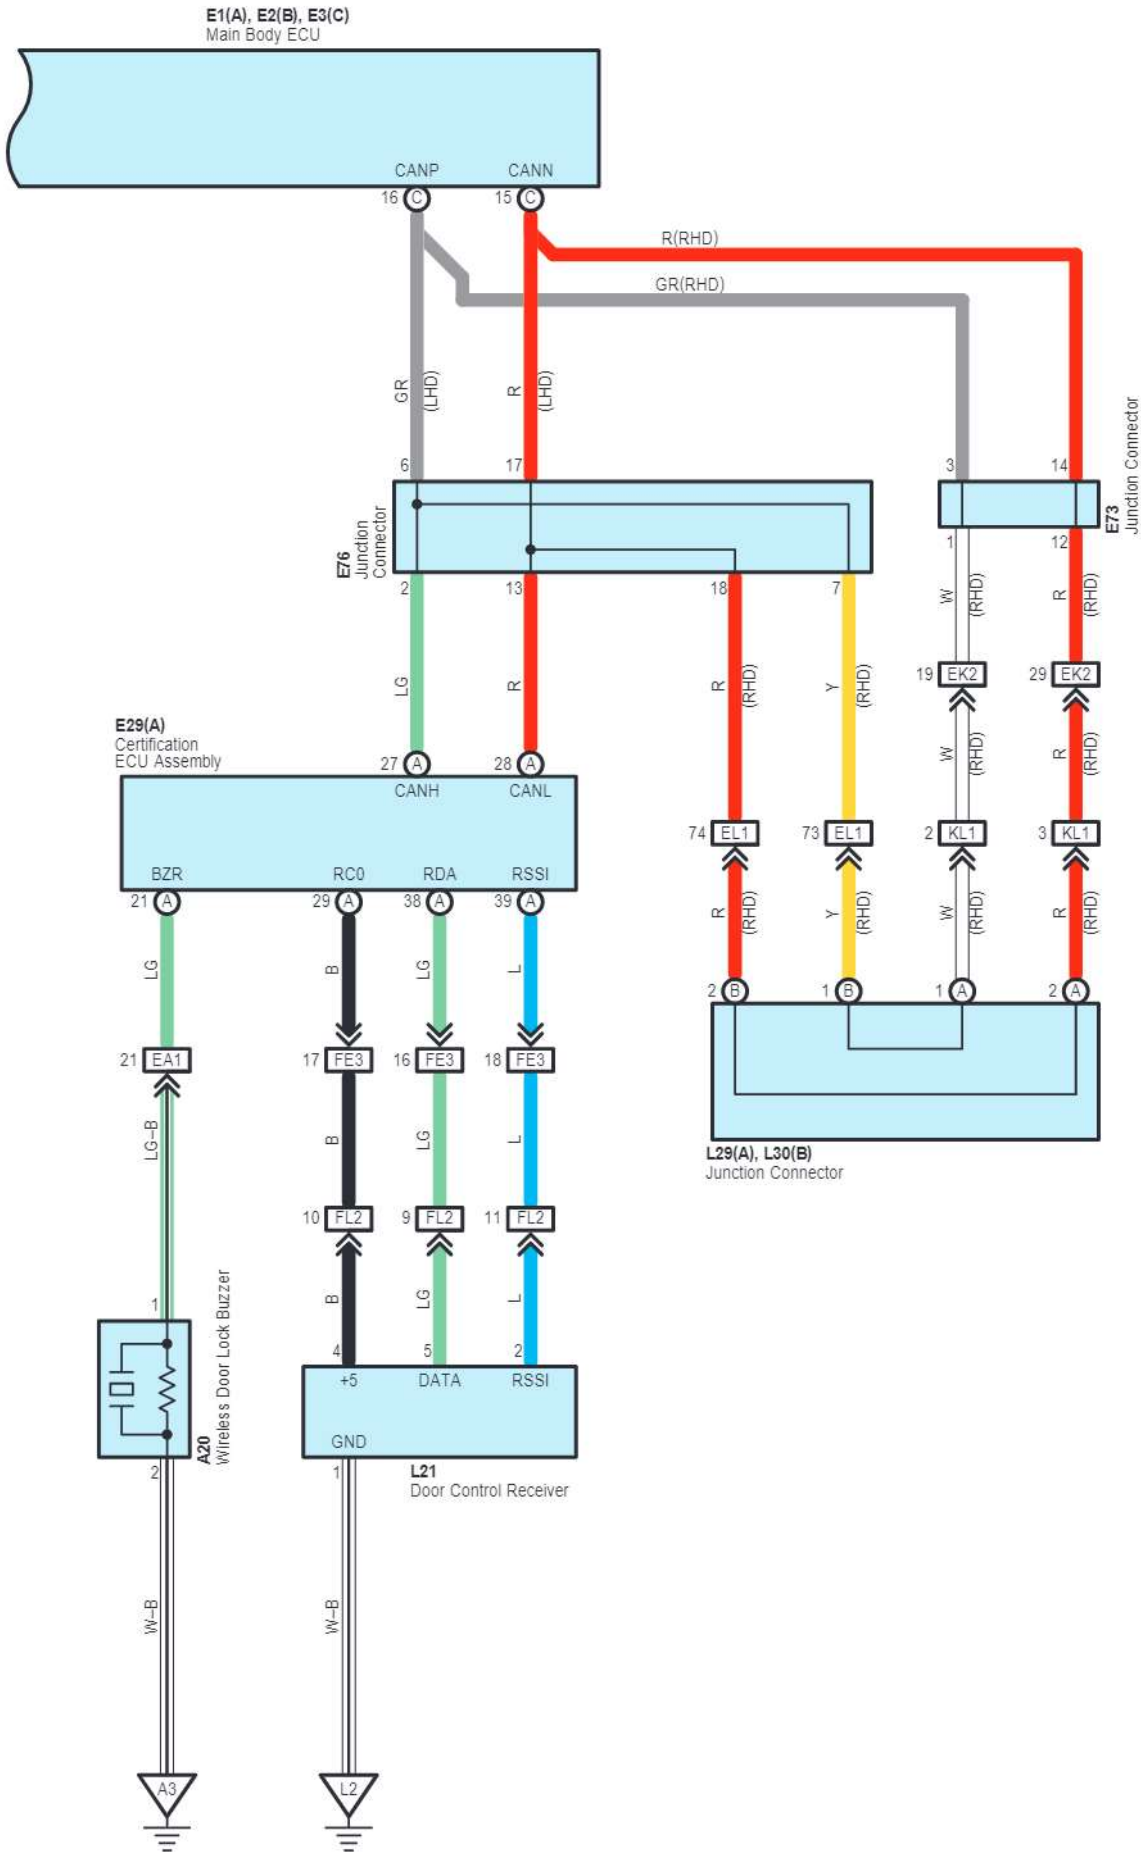 E1(A), E2(B), E3(C)
Main Body ECU
CANP
CANN
16 C
15 C
R(RHD)
GR(RHD)
GR
(LHD)
R
(LHD)
6
17
3
14
E76
Junction
Connector
E73
Junction Connector
2
13
18
7
1
12
W
(RHD)
R
(RHD)
19 EK2
29 EK2
LG
R
R
(RHD)
Y
(RHD)
W
(RHD)
R
(RHD)
E29(A)
Certification
ECU Assembly
27 A
28 A
CANH
CANL
74 EL1
73 EL1
2 KL1
3 KL1
BZR
RC0
RDA
RSSI
21 A
29 A
38 A
39 A
R
(RHD)
Y
(RHD)
W
(RHD)
R
(RHD)
LG
B
LG
L
2 B
1 B
1 A
2 A
21 EA1
17 FE3
16 FE3
18 FE3
LG-B
B
LG
L
L29(A), L30(B)
Junction Connector
10 FL2
9 FL2
11 FL2
B
LG
L
1
4
5
2
+5
DATA
RSSI
A20
Wireless Door Lock Buzzer
GND
2
1
L21
Door Control Receiver
W-B
W-B
A3
L2